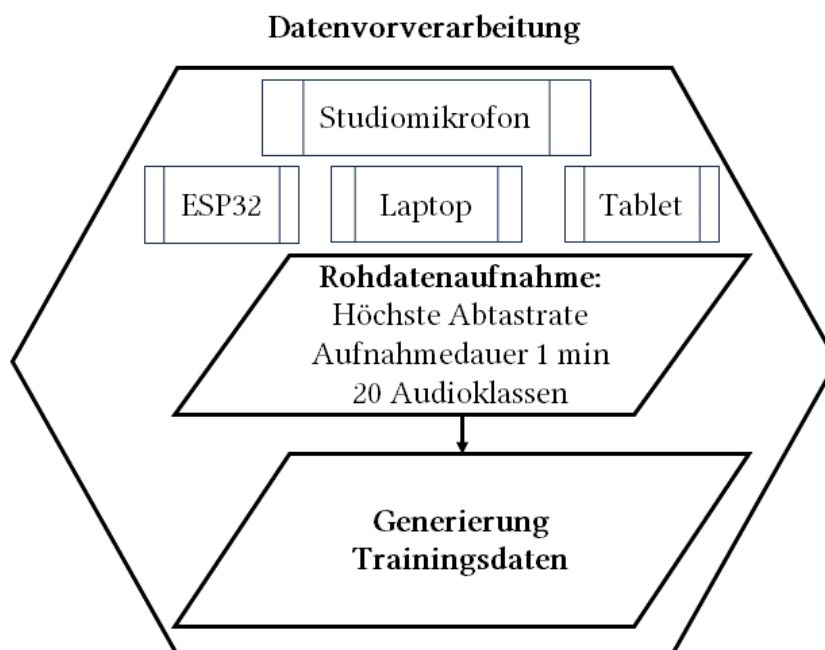 Datenvorverarbeitung
Studiomikrofon
ESP32
Laptop
Tablet
Rohdatenaufnahme:
Höchste Abtastrate
Aufnahmedauer 1 min
20 Audioklassen
Generierung
Trainingsdaten